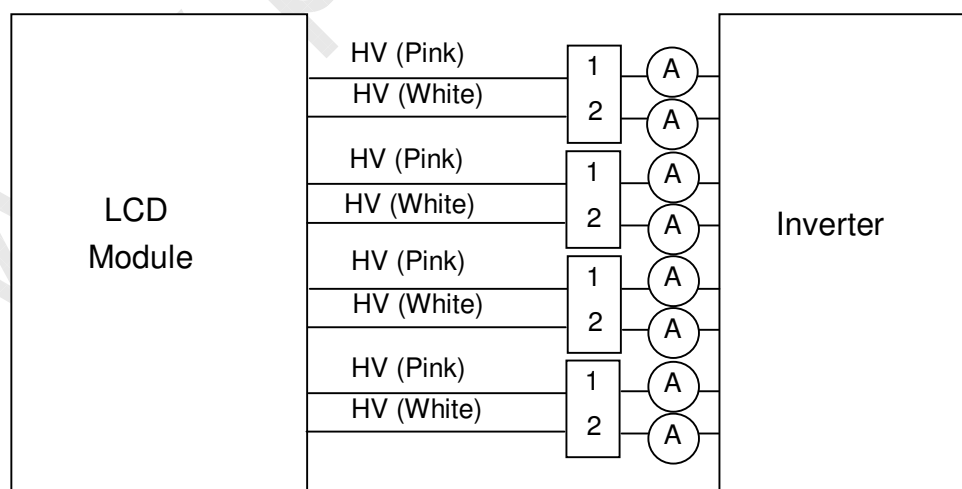 LCD
Module
HV (Pink)
1
A
HV (White)
2
A
HV (Pink)
1
A
HV (White)
2
A
HV (Pink)
1
A
HV (White)
2
A
HV (Pink)
1
A
HV (White)
2
A
Inverter